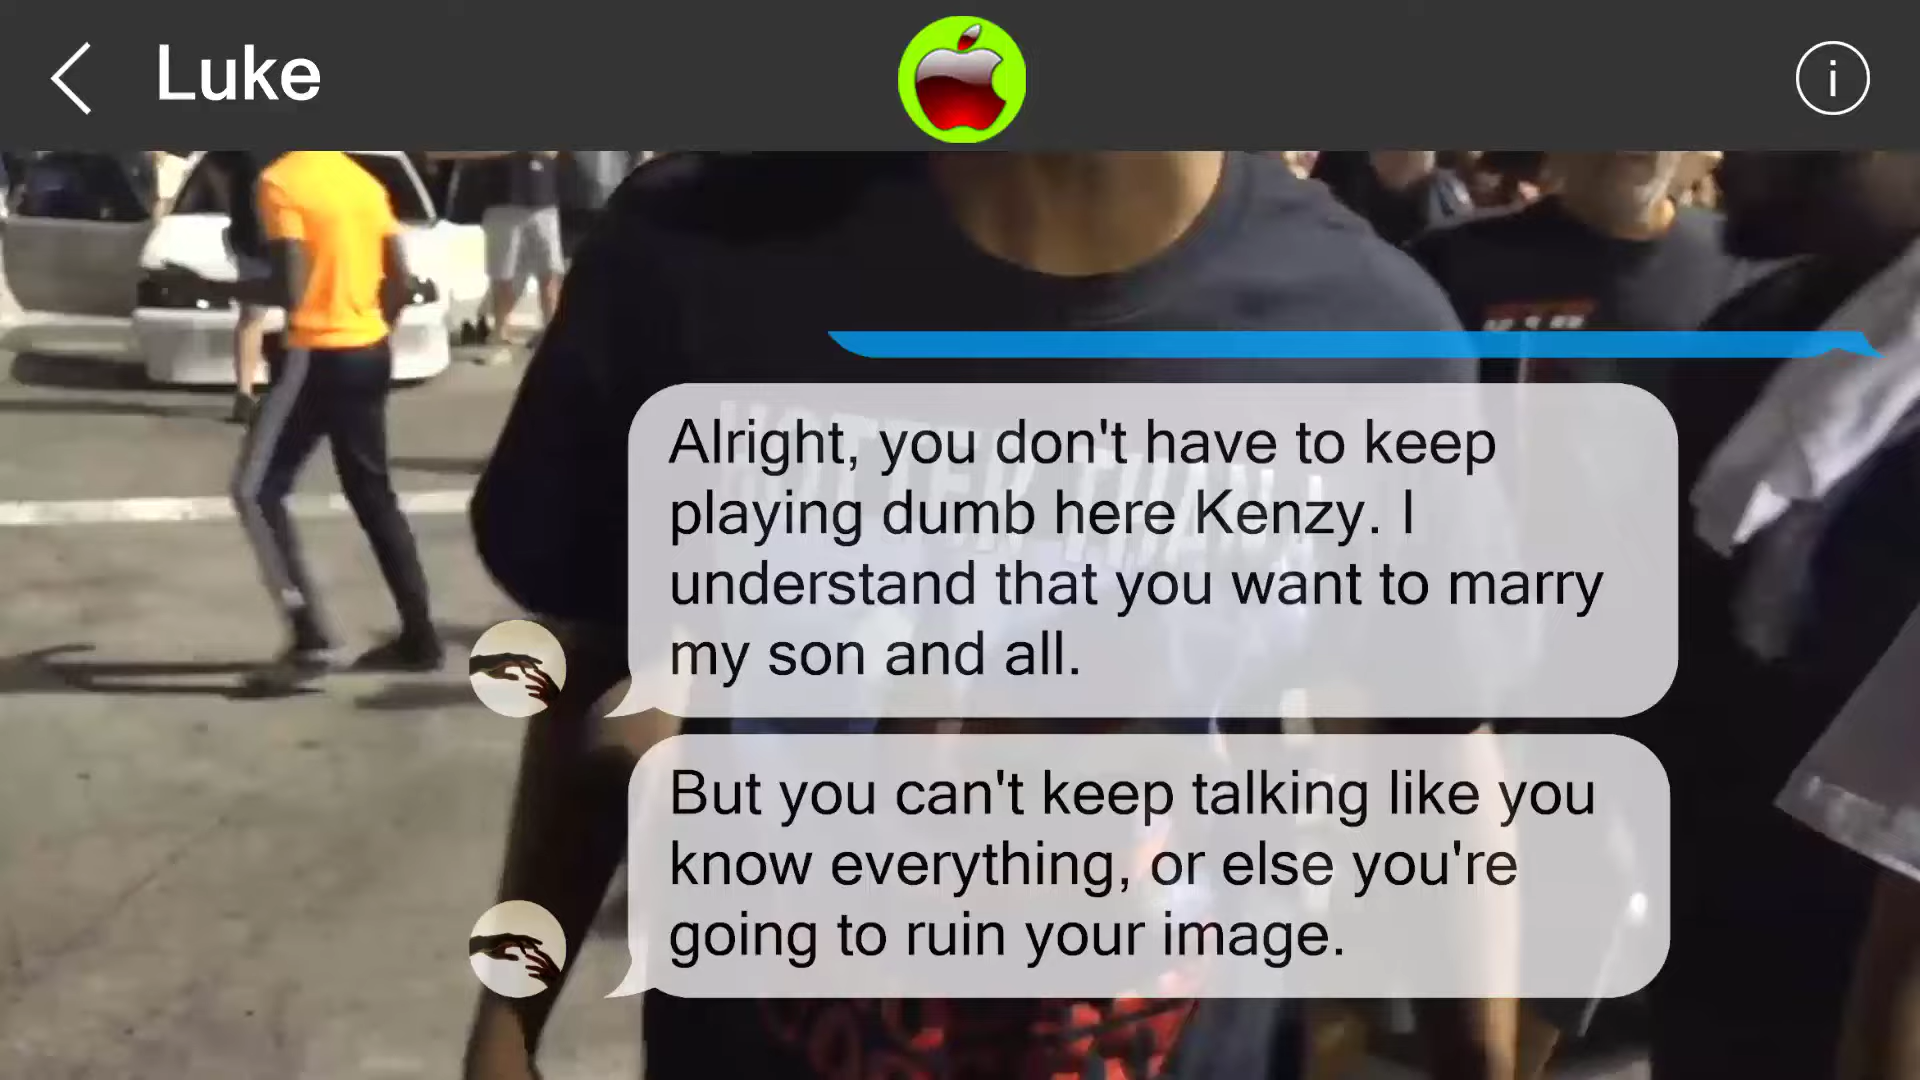 Luke
i
Alright, you don't have to keep
playing dumb here Kenzy. I
understand that you want to marry
my son and all.
But you can't keep talking like you
know everything, or else you're
going to ruin your image.